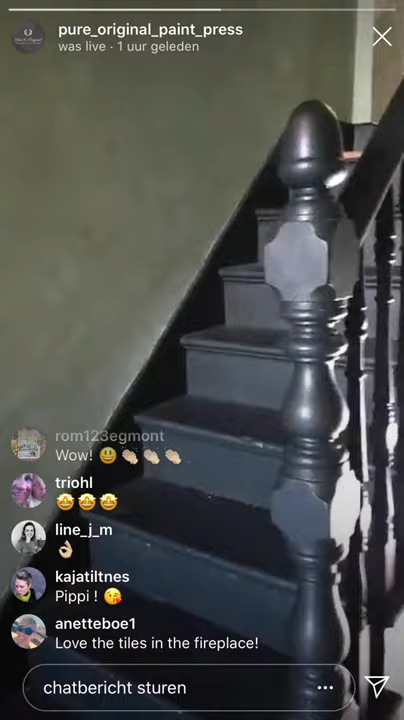 pure_original_paint_press
was live · 1 uur geleden
rom123egmont
Wow! 😃 👏🏼 👏🏼 👏🏼
triohl
🤩🤩🤩
line_j_m
👌🏼
kajatiltnes
Pippi ! 😘
anetteboe1
Love the tiles in the fireplace!
chatbericht sturen